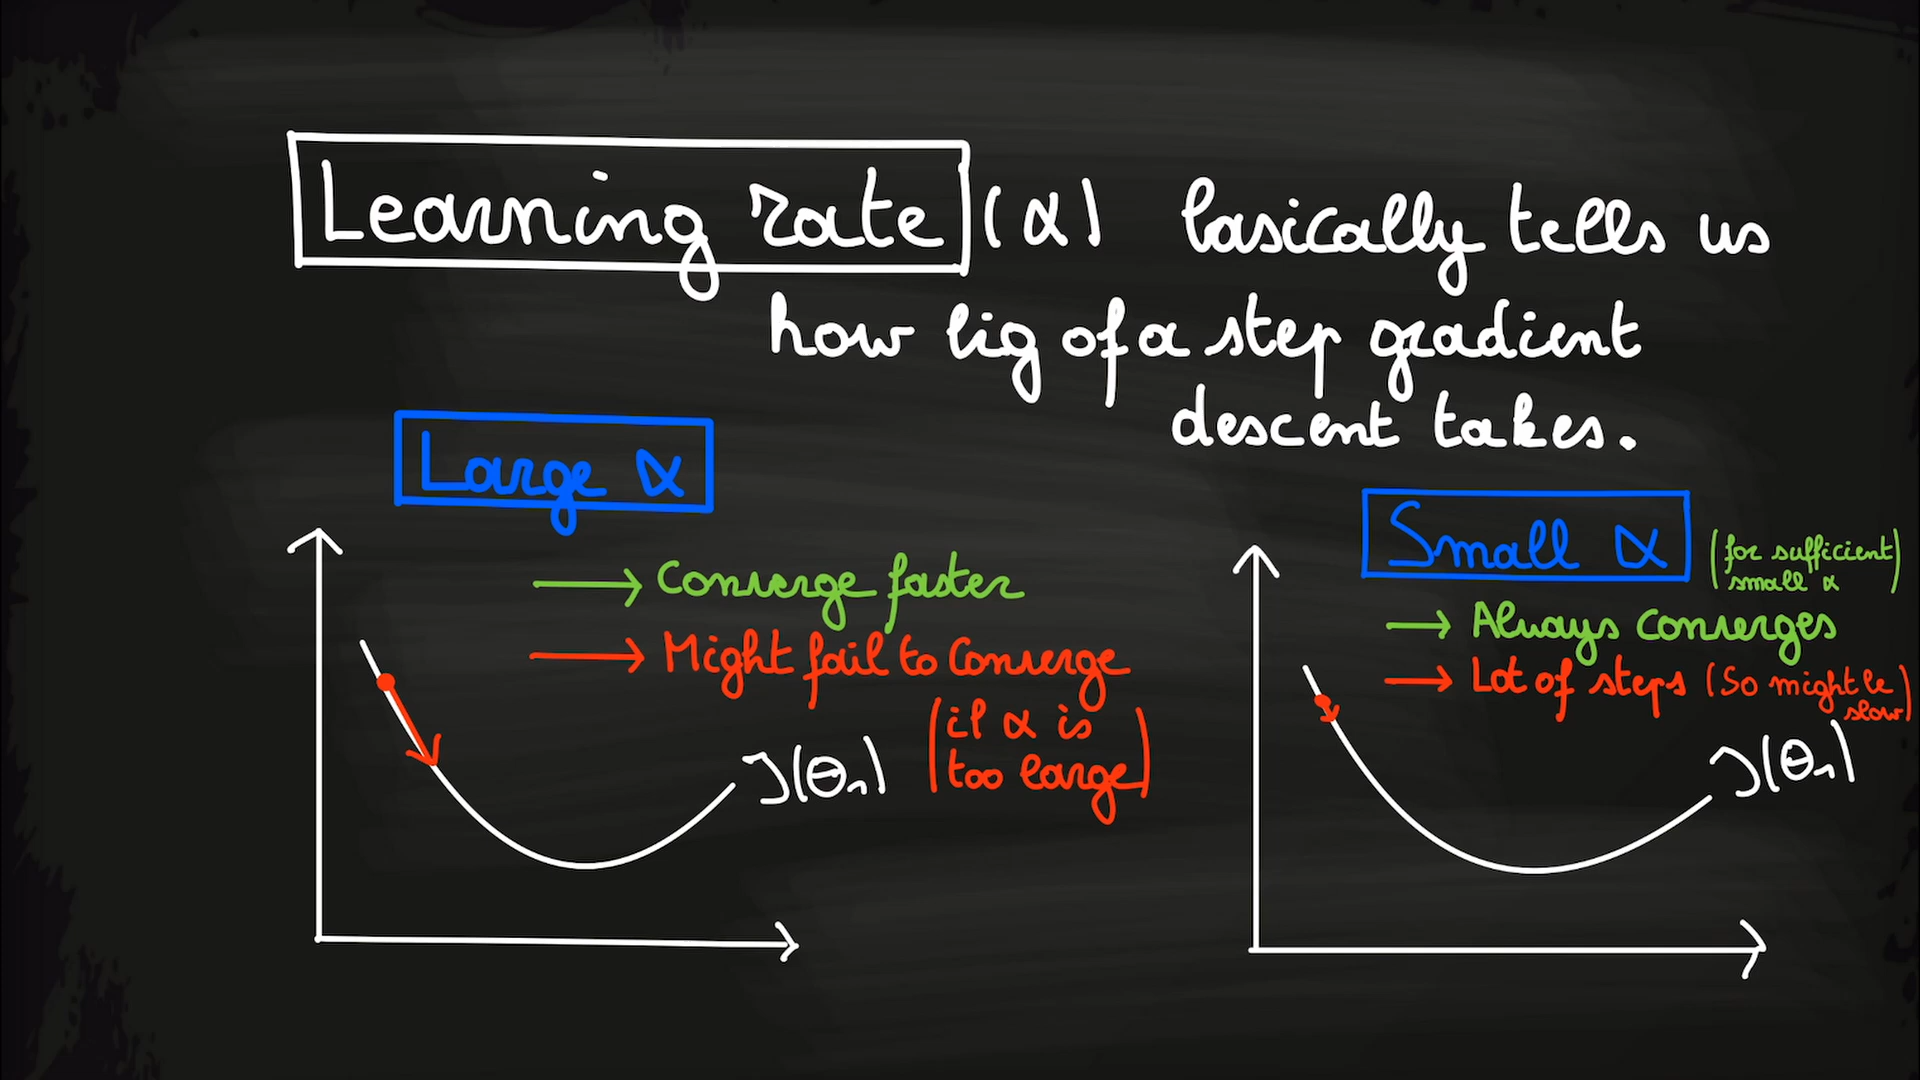 Learning rate (α) basically tells us
how big of a step gradient
descent takes.
Large α
→ Converge faster
→ Might fail to converge
(if α is
too large)
J(θ₁)
Small α (for sufficient
small α)
→ Always converges
→ Lot of steps (So might be
slow)
J(θ₁)